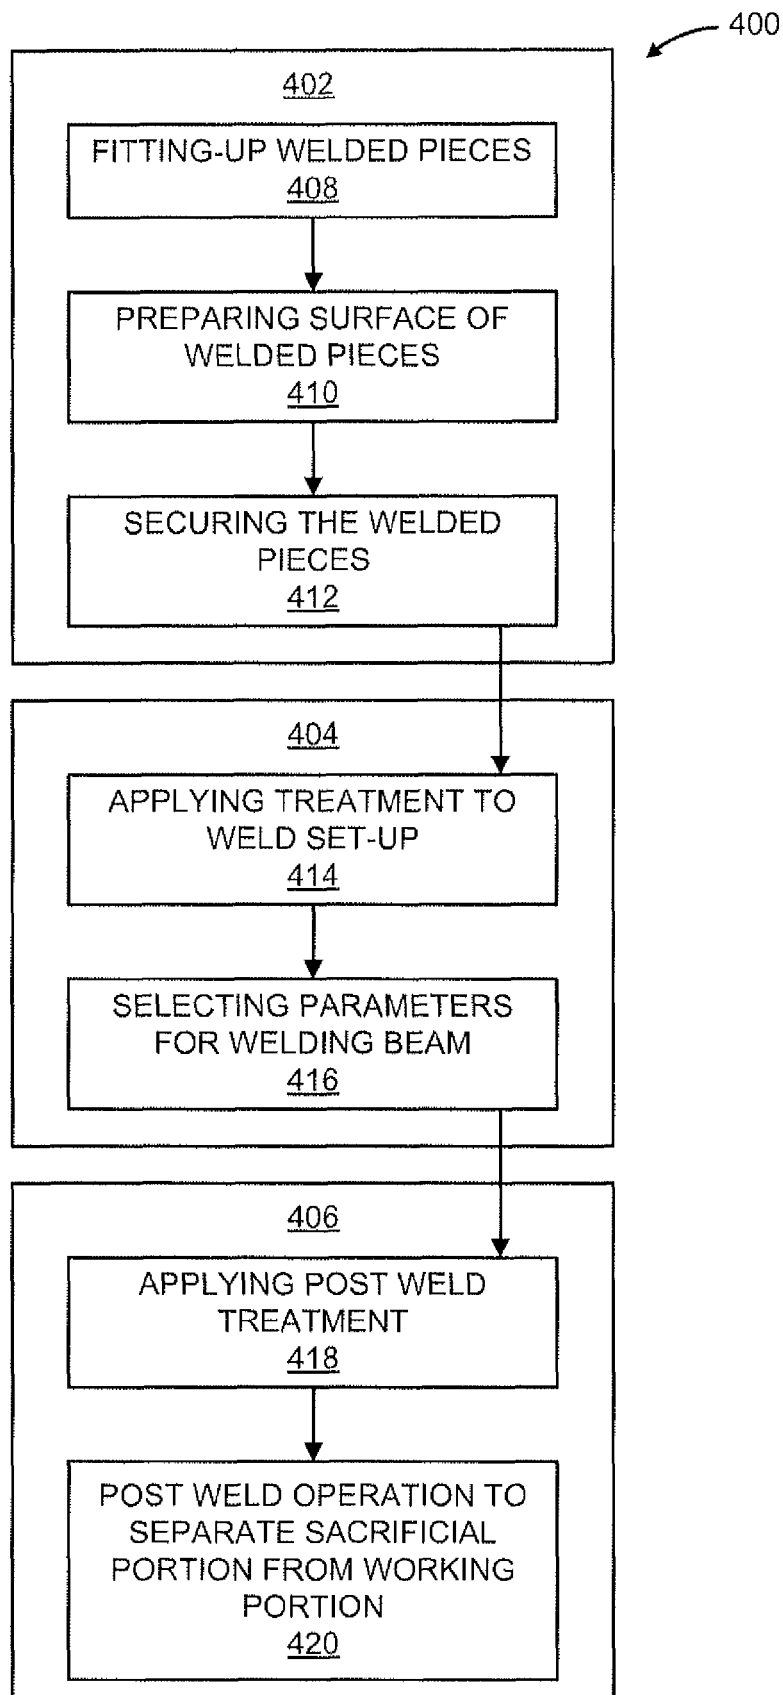 400
402
FITTING-UP WELDED PIECES
408
PREPARING SURFACE OF
WELDED PIECES
410
SECURING THE WELDED
PIECES
412
404
APPLYING TREATMENT TO
WELD SET-UP
414
SELECTING PARAMETERS
FOR WELDING BEAM
416
406
APPLYING POST WELD
TREATMENT
418
POST WELD OPERATION TO
SEPARATE SACRIFICIAL
PORTION FROM WORKING
PORTION
420